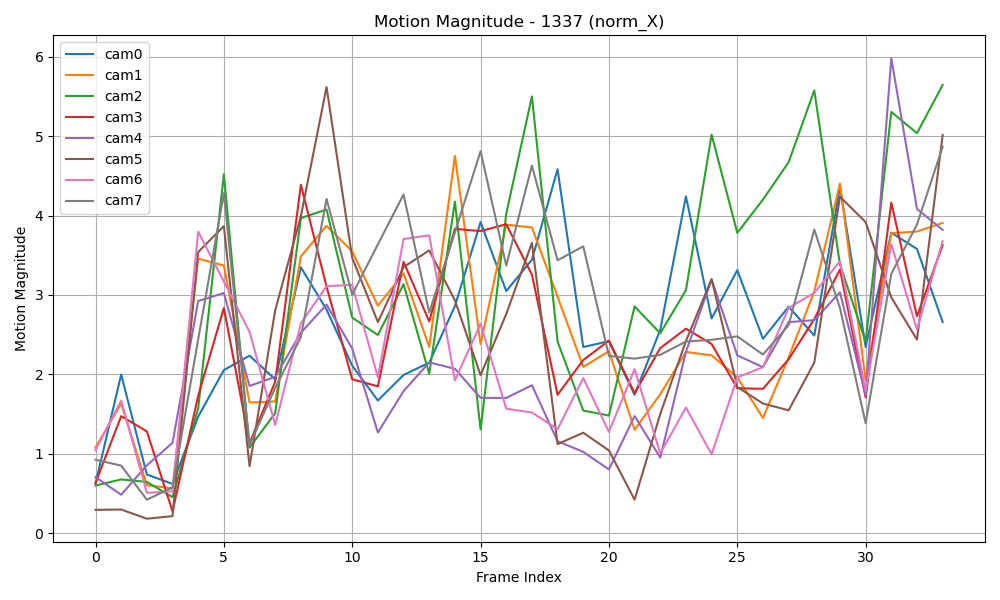 Motion Magnitude - 1337 (norm_X)
cam0
cam1
cam2
cam3
cam4
cam5
cam6
cam7
Motion Magnitude
6
5
4
3
2
1
0
0 5 10 15 20 25 30
Frame Index